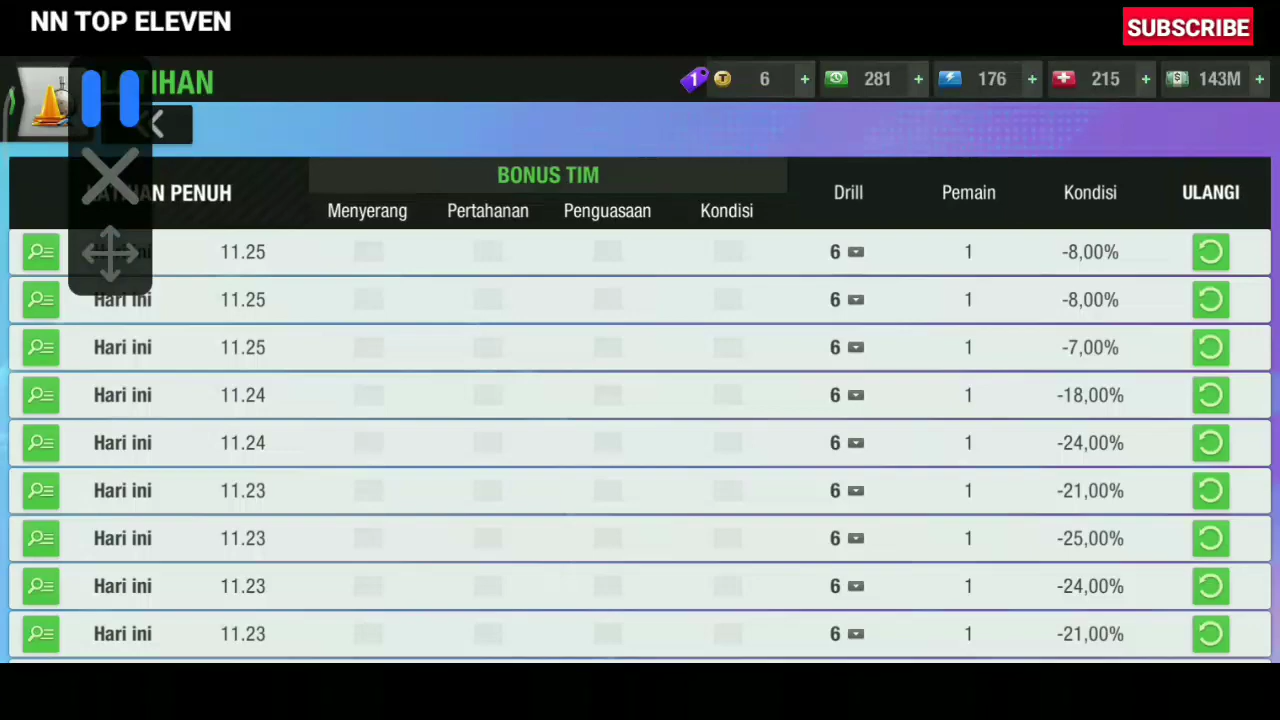 NN TOP ELEVEN
SUBSCRIBE
TIHAN
1 T 6 + 281 + 176 + 215 + $ 143M +
BONUS TIM
PENUH Menyerang Pertahanan Penguasaan Kondisi Drill Pemain Kondisi ULANGI
11.25 6 1 -8,00%
Hari ini 11.25 6 1 -8,00%
Hari ini 11.25 6 1 -7,00%
Hari ini 11.24 6 1 -18,00%
Hari ini 11.24 6 1 -24,00%
Hari ini 11.23 6 1 -21,00%
Hari ini 11.23 6 1 -25,00%
Hari ini 11.23 6 1 -24,00%
Hari ini 11.23 6 1 -21,00%